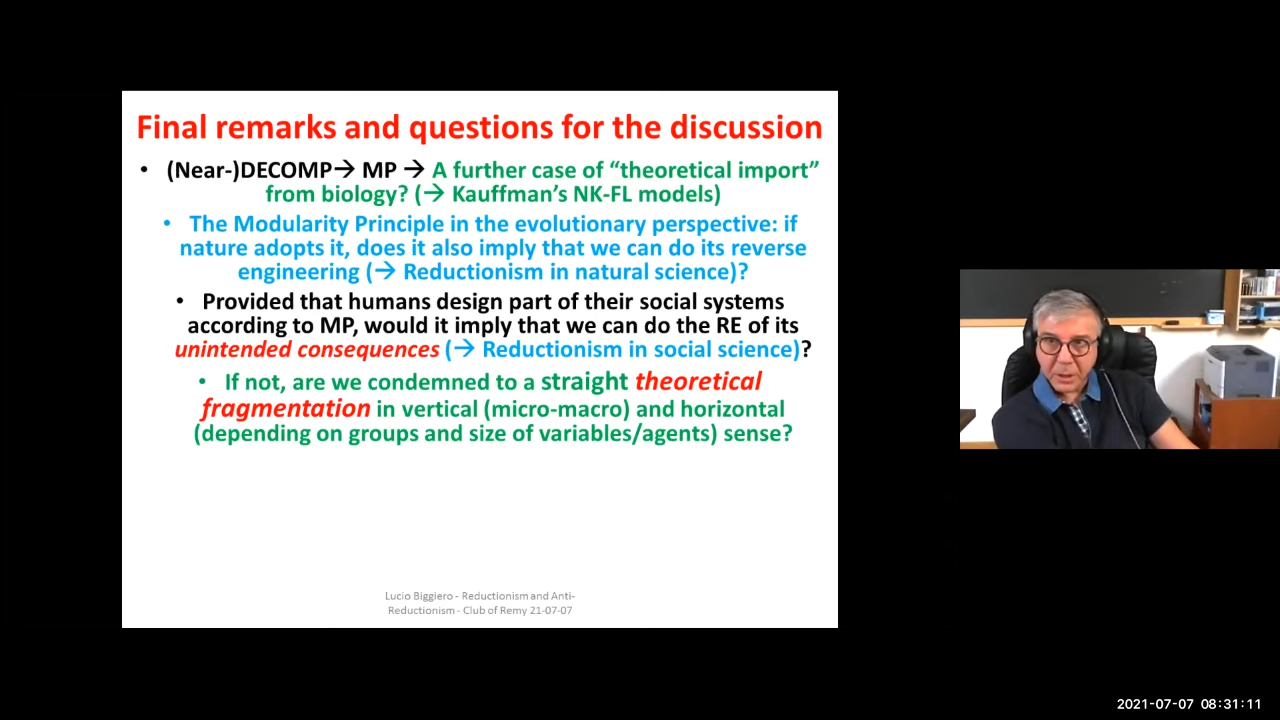 Final remarks and questions for the discussion
• (Near-)DECOMP→ MP → A further case of “theoretical import”
from biology? (→ Kauffman’s NK-FL models)
• The Modularity Principle in the evolutionary perspective: if
nature adopts it, does it also imply that we can do its reverse
engineering (→ Reductionism in natural science)?
• Provided that humans design part of their social systems
according to MP, would it imply that we can do the RE of its
unintended consequences (→ Reductionism in social science)?
• If not, are we condemned to a straight theoretical
fragmentation in vertical (micro-macro) and horizontal
(depending on groups and size of variables/agents) sense?
Lucio Biggiero - Reductionism and Anti-
Reductionism - Club of Remy 21-07-07
2021-07-07 08:31:11